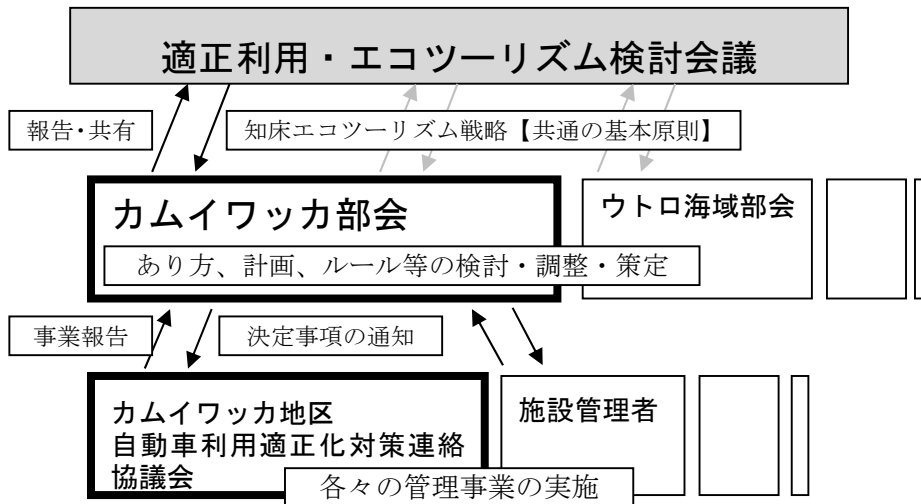 適正利用・エコツーリズム検討会議
報告・共有
知床エコツーリズム戦略【共通の基本原則】
カムイワッカ部会
ウトロ海域部会
あり方、計画、ルール等の検討・調整・策定
事業報告
決定事項の通知
カムイワッカ地区
自動車利用適正化対策連絡
協議会
施設管理者
各々の管理事業の実施